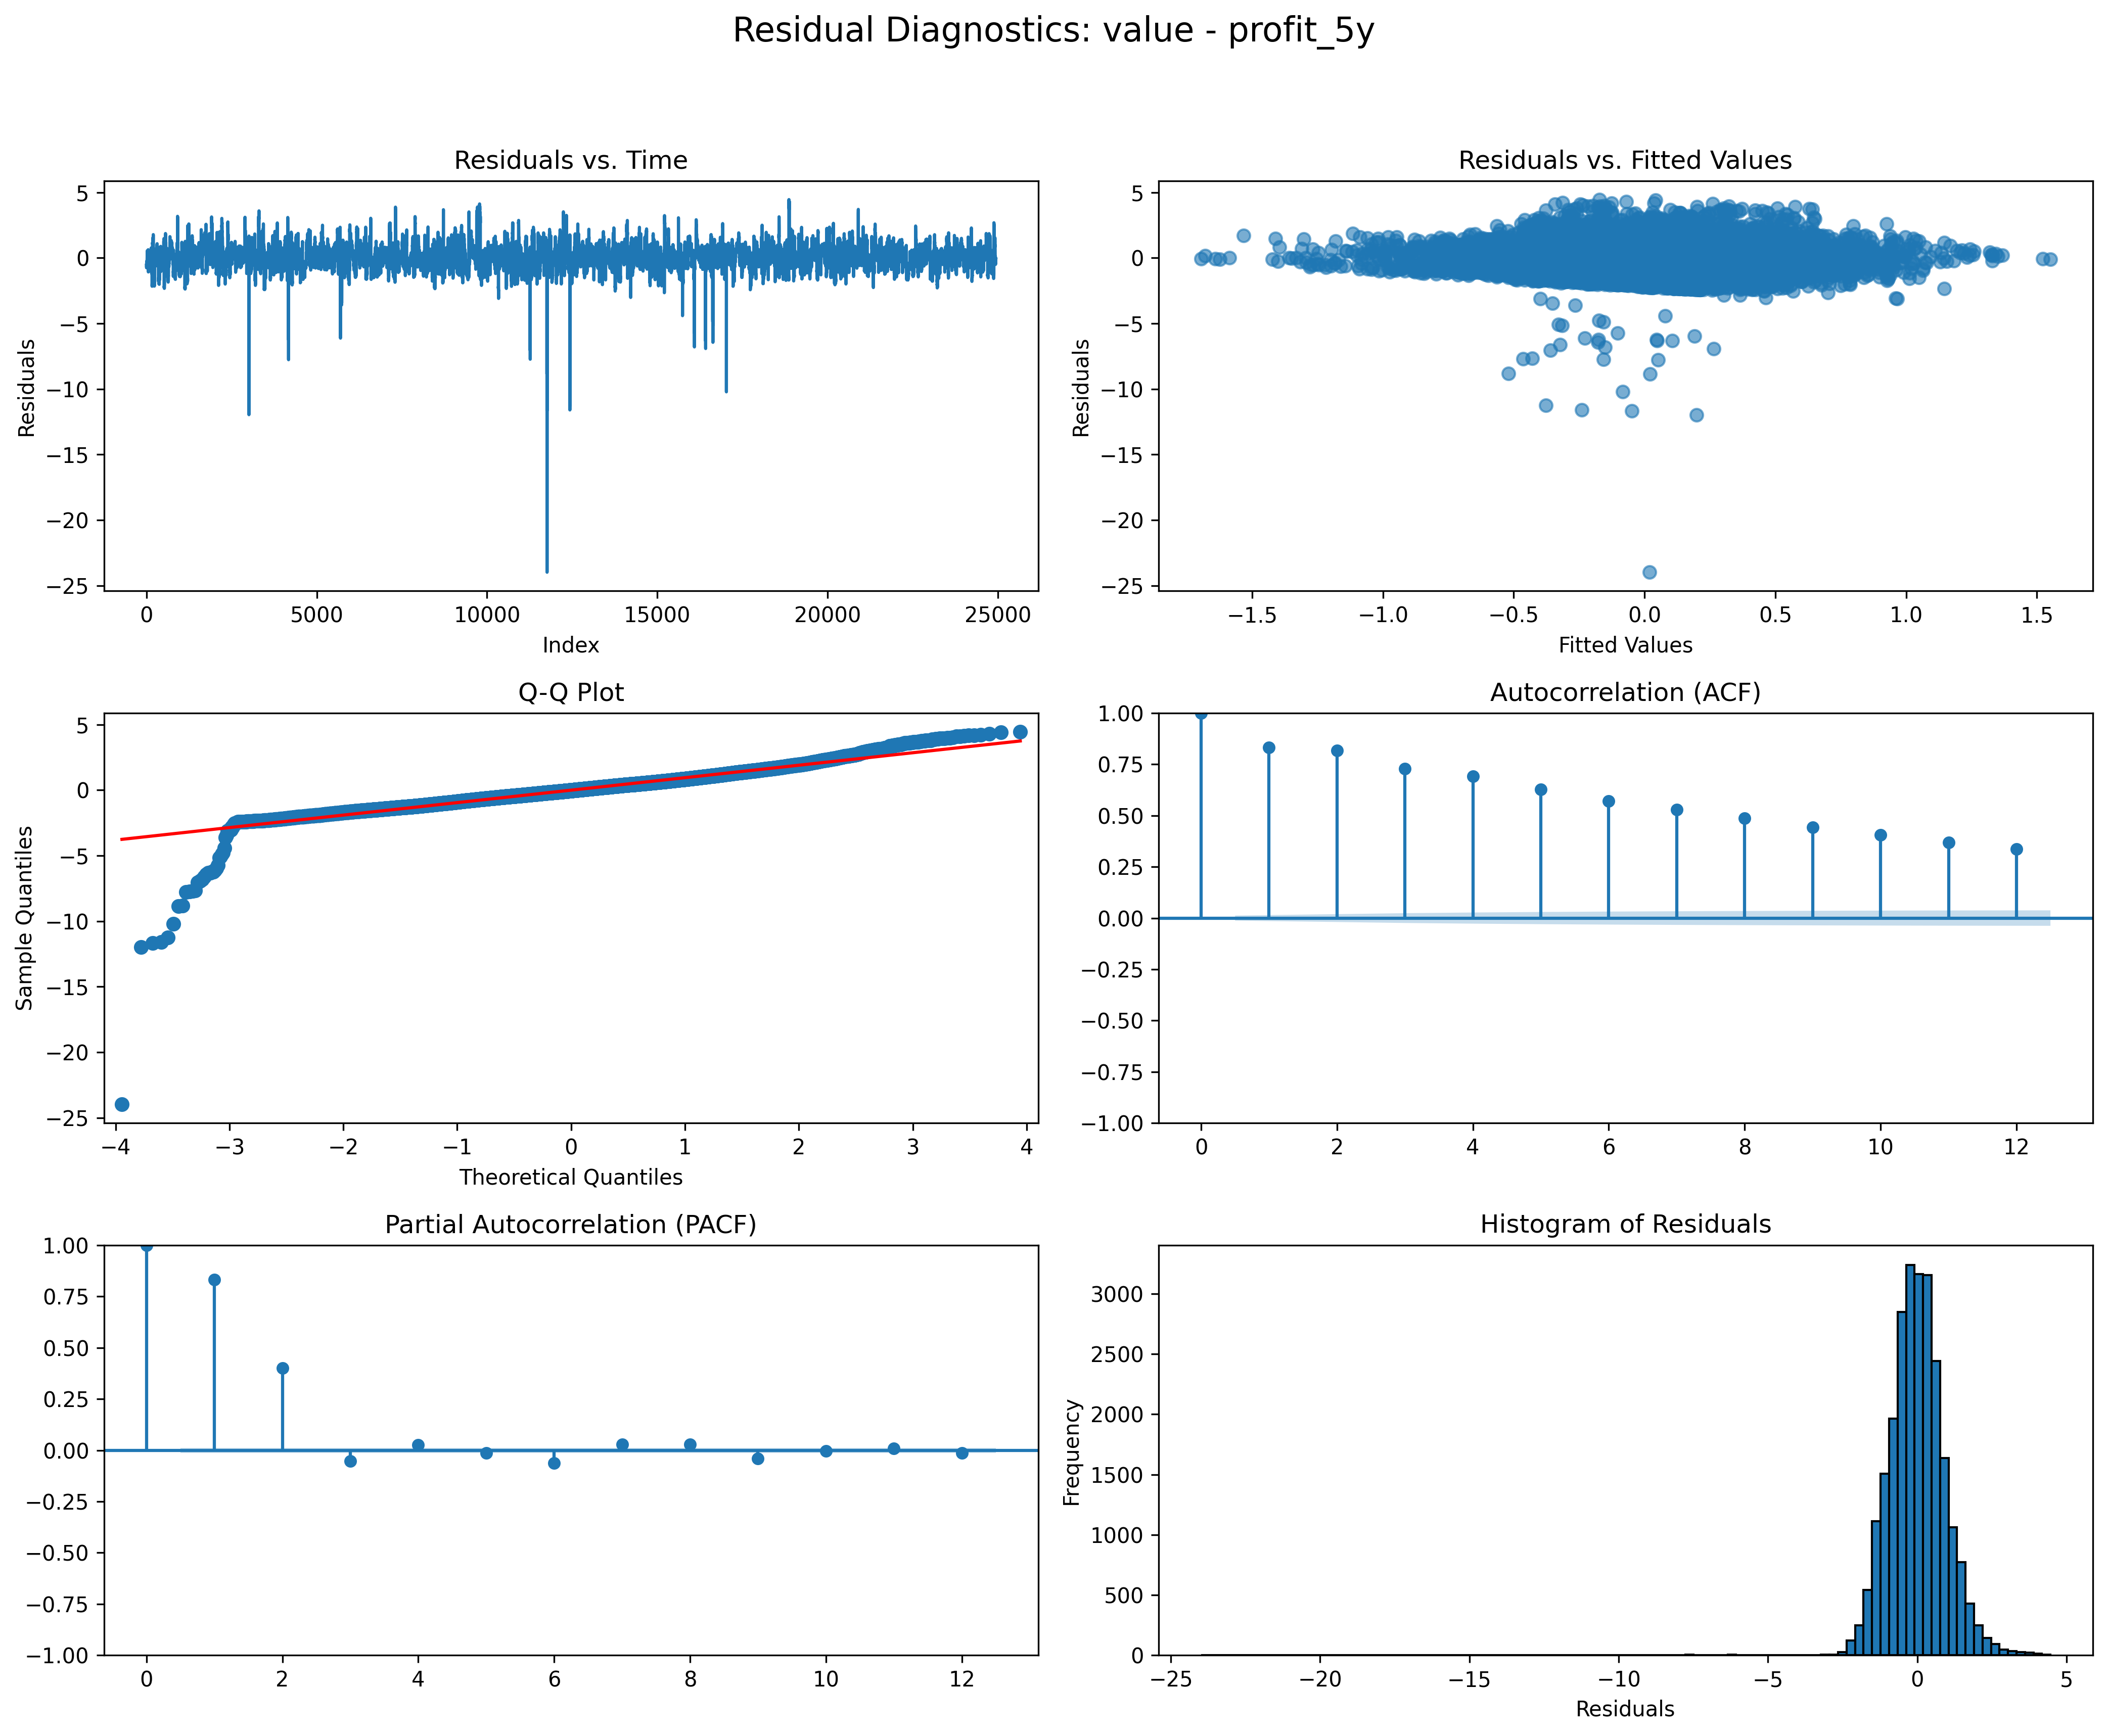 Residual Diagnostics: value - profit_5y
Residuals vs. Time
5
0
−5
−10
−15
−20
−25
Residuals
0 5000 10000 15000 20000 25000
Index
Residuals vs. Fitted Values
5
0
−5
−10
−15
−20
−25
Residuals
−1.5 −1.0 −0.5 0.0 0.5 1.0 1.5
Fitted Values
Q-Q Plot
5
0
−5
−10
−15
−20
−25
Sample Quantiles
−4 −3 −2 −1 0 1 2 3 4
Theoretical Quantiles
Autocorrelation (ACF)
1.00
0.75
0.50
0.25
0.00
−0.25
−0.50
−0.75
−1.00
0 2 4 6 8 10 12
Partial Autocorrelation (PACF)
1.00
0.75
0.50
0.25
0.00
−0.25
−0.50
−0.75
−1.00
0 2 4 6 8 10 12
Histogram of Residuals
3000
2500
2000
1500
1000
500
0
Frequency
−25 −20 −15 −10 −5 0 5
Residuals